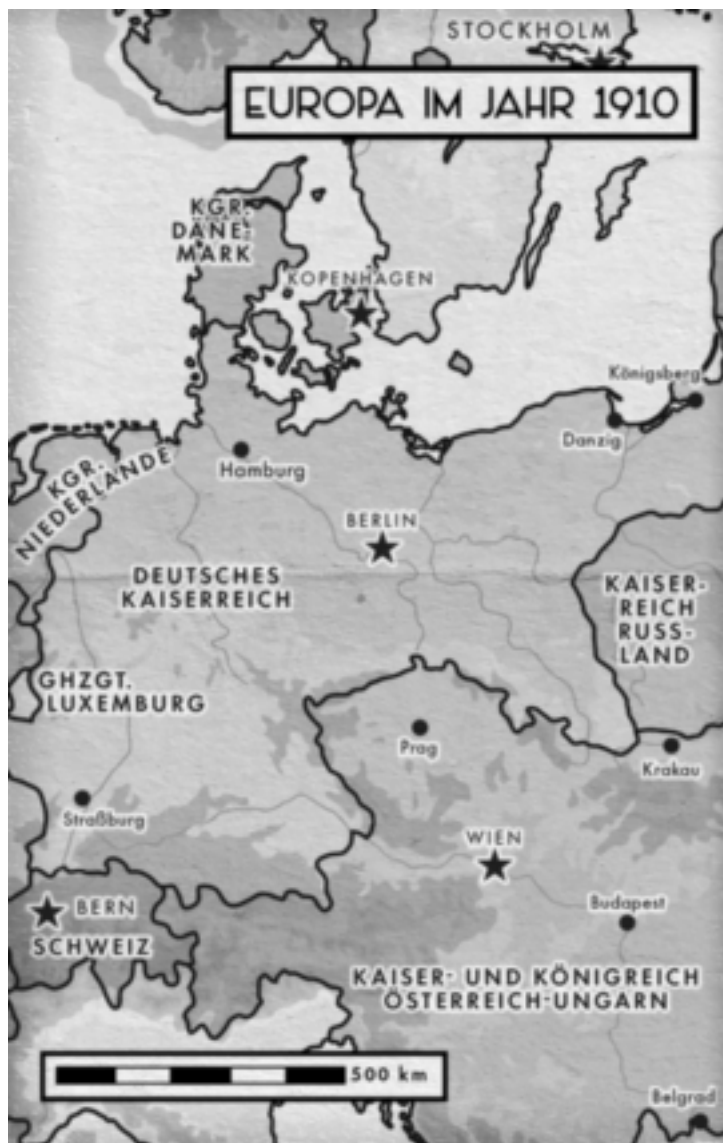 STOCKHOLM
EUROPA IM JAHR 1910
KGR.
DÄNE-
MARK
KOPENHAGEN
Königsberg
Danzig
Hamburg
KGR.
NIEDERLANDE
BERLIN
DEUTSCHES
KAISERREICH
KAISER-
REICH
RUSS-
LAND
GHZGT.
LUXEMBURG
Prag
Krakau
Straßburg
WIEN
BERN
Budapest
SCHWEIZ
KAISER- UND KÖNIGREICH
ÖSTERREICH-UNGARN
500 km
Belgrad